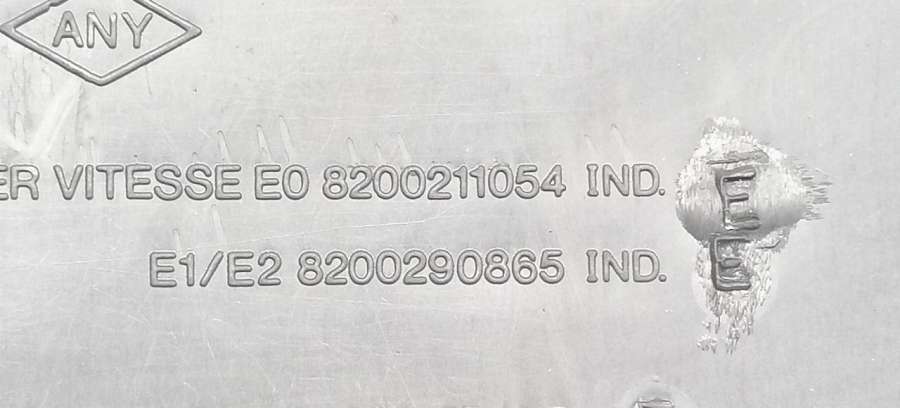 ANY
ER VITESSE E0 8200211054 IND. E
E1/E2 8200290865 IND. E